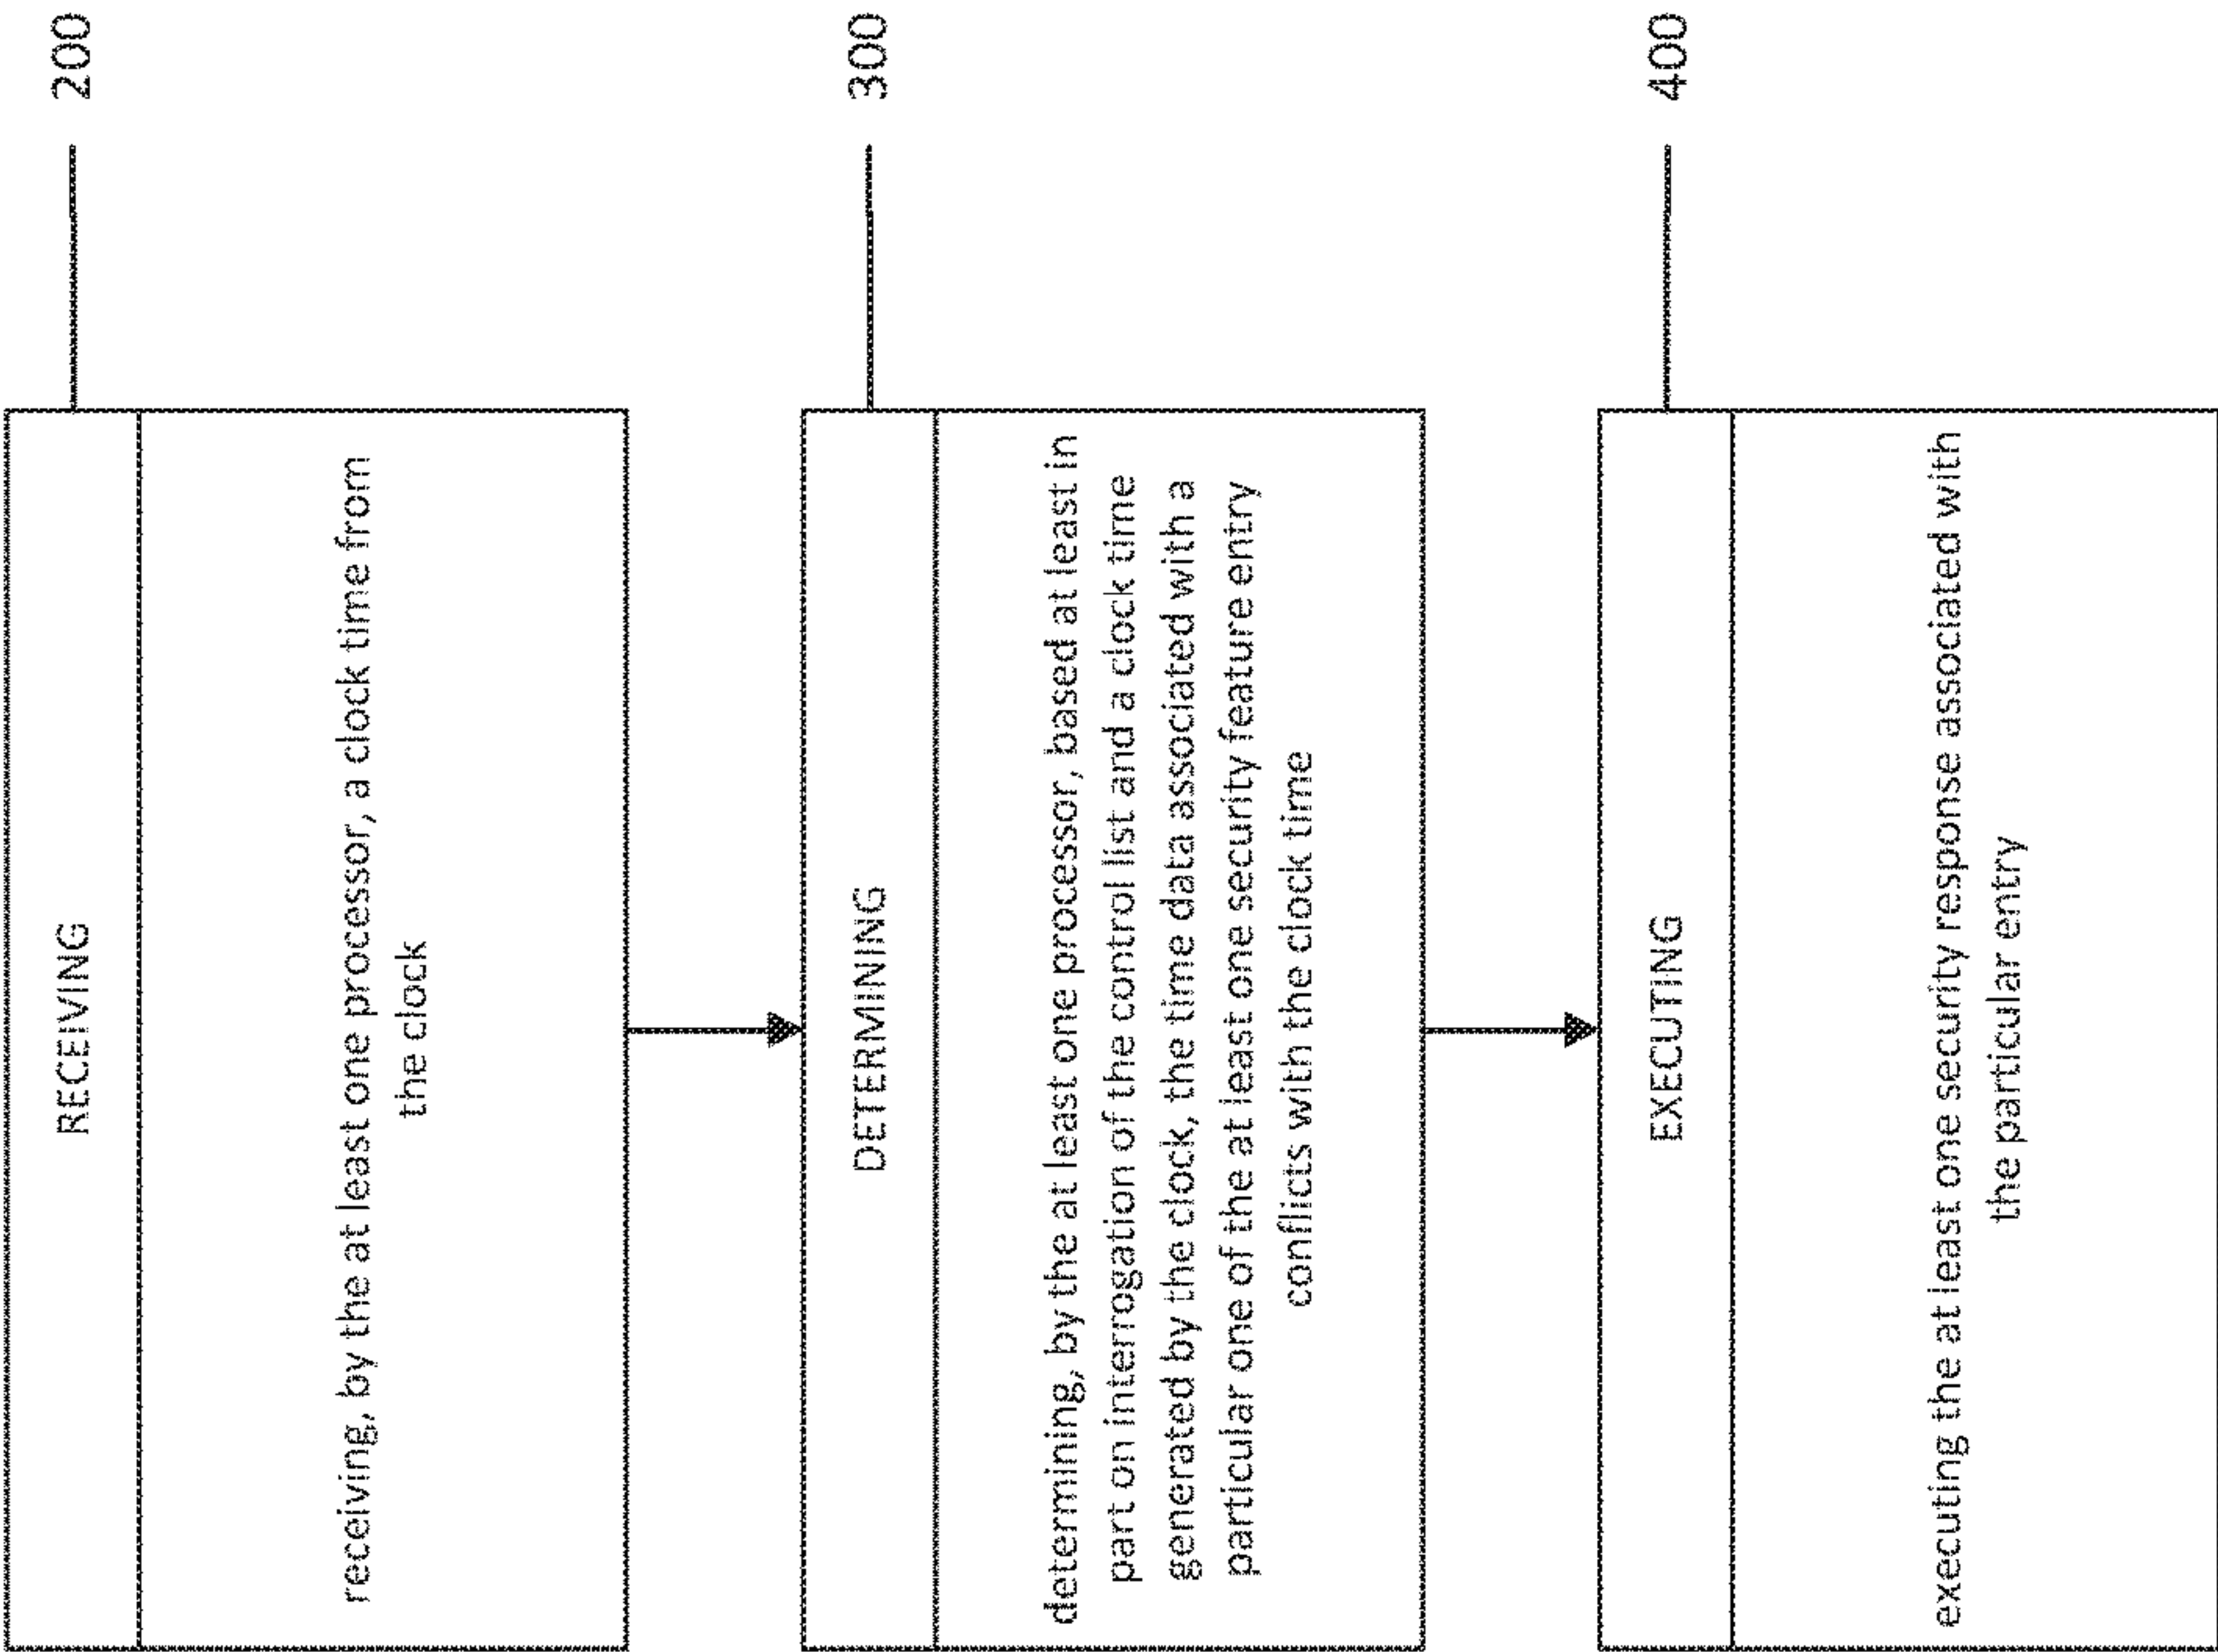 RECEIVING
200
receiving, by the at least one processor, a clock time from
the clock
DETERMINING
300
determining, by the at least one processor, based at least in
part on interrogation of the control list and a clock time
generated by the clock, the time data associated with a
particular one of the at least one security feature entry
conflicts with the clock time
EXECUTING
400
executing the at least one security response associated with
the particular entry